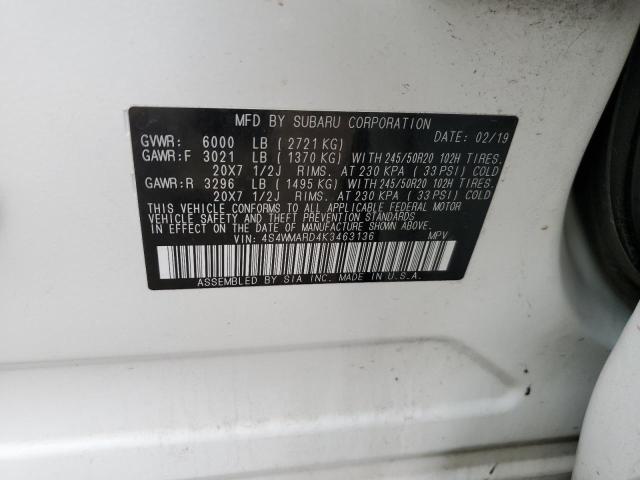 MFD BY SUBARU CORPORATION
GVWR: 6000 LB (2721 KG) DATE: 02/19
GAWR:F 3021 LB (1370 KG) WITH 245/50R20 102H TIRES.
20X7 1/2J RIMS. AT 230 KPA (33 PSI) COLD
GAWR:R 3296 LB (1495 KG) WITH 245/50R20 102H TIRES.
20X7 1/2J RIMS. AT 230 KPA (33 PSI) COLD
THIS VEHICLE CONFORMS TO ALL APPLICABLE FEDERAL MOTOR
VEHICLE SAFETY AND THEFT PREVENTION STANDARDS
IN EFFECT ON THE DATE OF MANUFACTURE SHOWN ABOVE.
VIN: 4S4WMARD4K3463136 MPV
ASSEMBLED BY SIA INC. MADE IN U.S.A.